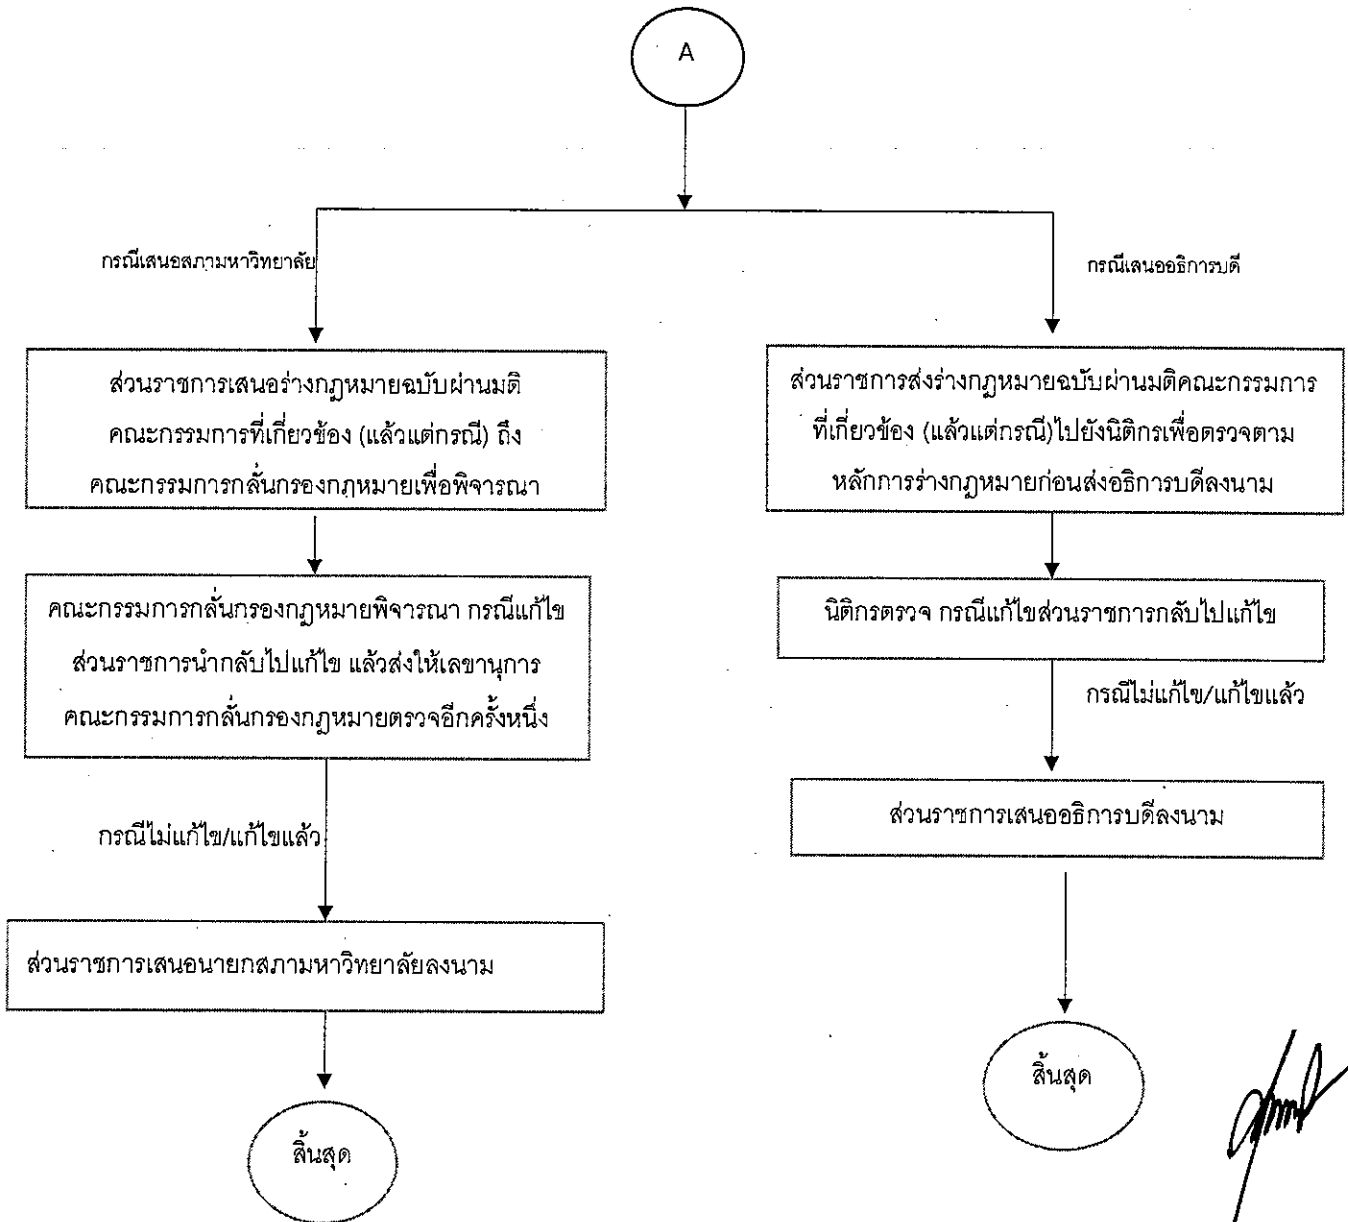 A
กรณีเสนอสภามหาวิทยาลัย
ส่วนราชการเสนอร่างกฎหมายฉบับผ่านมติ
คณะกรรมการที่เกี่ยวข้อง (แล้วแต่กรณี) ถึง
คณะกรรมการกลั่นกรองกฎหมายเพื่อพิจารณา
คณะกรรมการกลั่นกรองกฎหมายพิจารณา กรณีแก้ไข
ส่วนราชการนำกลับไปแก้ไข แล้วส่งให้เลขานุการ
คณะกรรมการกลั่นกรองกฎหมายตรวจอีกครั้งหนึ่ง
กรณีไม่แก้ไข/แก้ไขแล้ว
ส่วนราชการเสนอนายกสภามหาวิทยาลัยลงนาม
สิ้นสุด
กรณีเสนออธิการบดี
ส่วนราชการส่งร่างกฎหมายฉบับผ่านมติคณะกรรมการ
ที่เกี่ยวข้อง (แล้วแต่กรณี)ไปยังนิติกรเพื่อตรวจตาม
หลักการร่างกฎหมายก่อนส่งอธิการบดีลงนาม
นิติกรตรวจ กรณีแก้ไขส่วนราชการกลับไปแก้ไข
กรณีไม่แก้ไข/แก้ไขแล้ว
ส่วนราชการเสนออธิการบดีลงนาม
สิ้นสุด